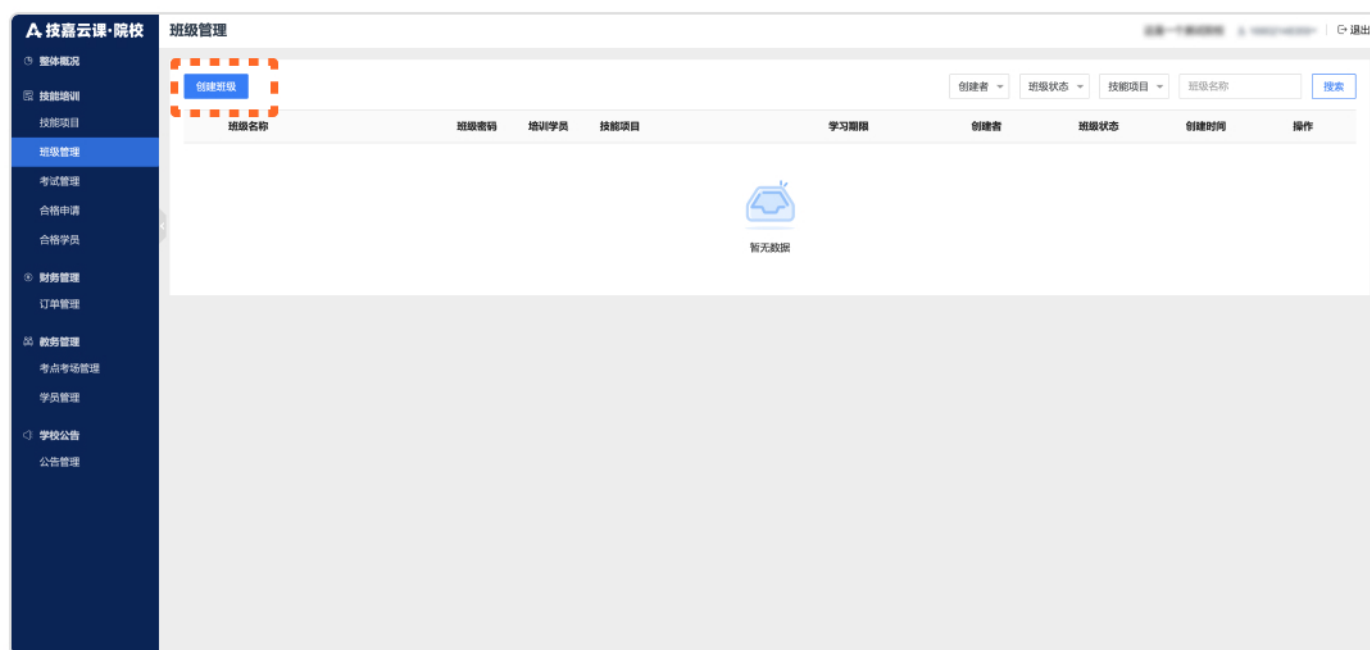 技嘉云课·院校
整体概况
技能培训
技能项目
班级管理
考试管理
合格申请
合格学员
财务管理
订单管理
教务管理
考点考场管理
学员管理
学校公告
公告管理
班级管理
退出
创建班级
创建者 班级状态 技能项目 班级名称 搜索
班级名称 班级密码 培训学员 技能项目 学习期限 创建者 班级状态 创建时间 操作
暂无数据